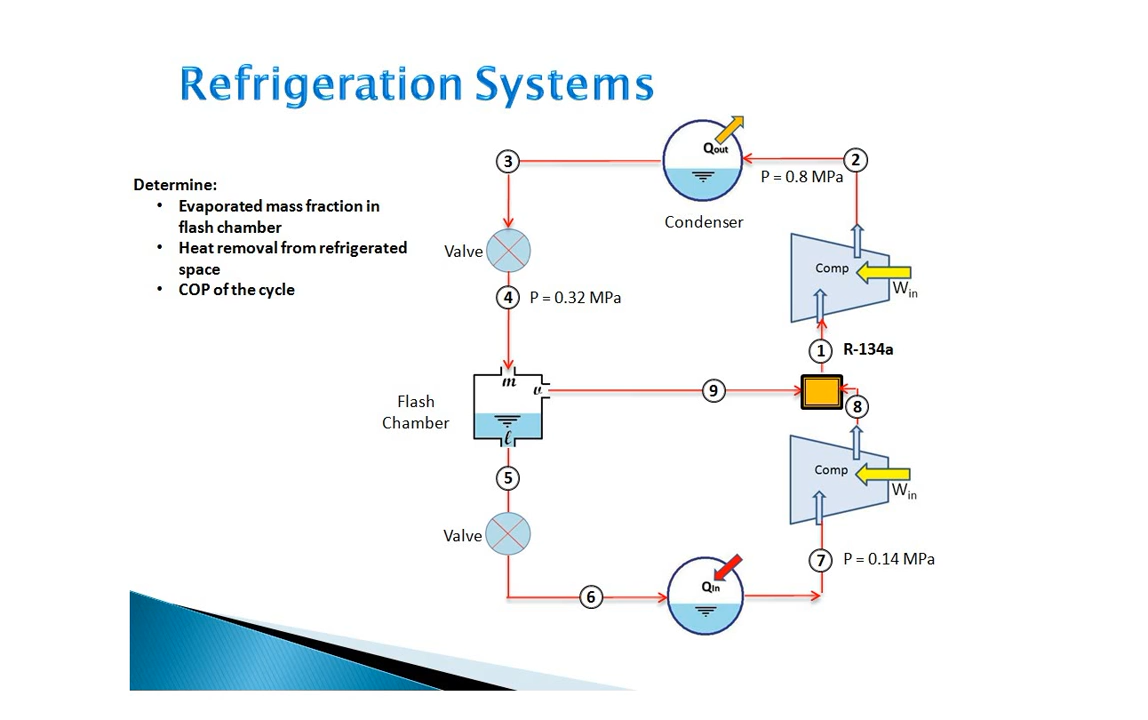 Refrigeration Systems
Determine:
• Evaporated mass fraction in
flash chamber
• Heat removal from refrigerated
space
• COP of the cycle
Qout
3
2
P = 0.8 MPa
Condenser
Valve
Comp
Win
4 P = 0.32 MPa
1 R-134a
m
v
9
8
Flash
Chamber
ℓ
5
Comp
Win
Valve
7 P = 0.14 MPa
Qin
6